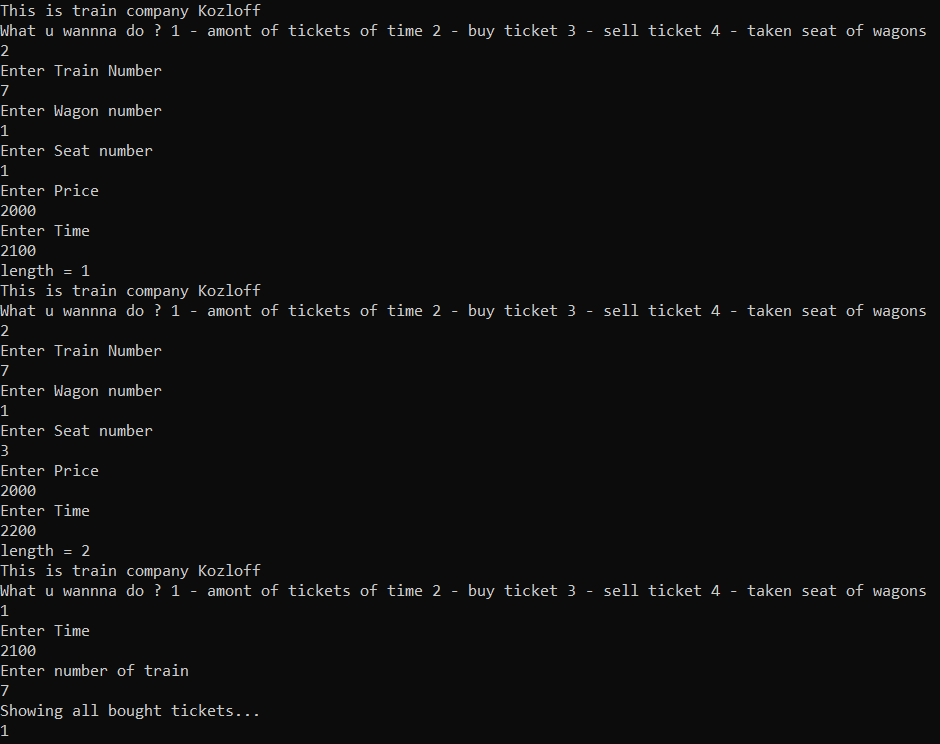 This is train company Kozloff
What u wannna do ? 1 - amont of tickets of time 2 - buy ticket 3 - sell ticket 4 - taken seat of wagons
2
Enter Train Number
7
Enter Wagon number
1
Enter Seat number
1
Enter Price
2000
Enter Time
2100
length = 1
This is train company Kozloff
What u wannna do ? 1 - amont of tickets of time 2 - buy ticket 3 - sell ticket 4 - taken seat of wagons
2
Enter Train Number
7
Enter Wagon number
1
Enter Seat number
3
Enter Price
2000
Enter Time
2200
length = 2
This is train company Kozloff
What u wannna do ? 1 - amont of tickets of time 2 - buy ticket 3 - sell ticket 4 - taken seat of wagons
1
Enter Time
2100
Enter number of train
7
Showing all bought tickets...
1